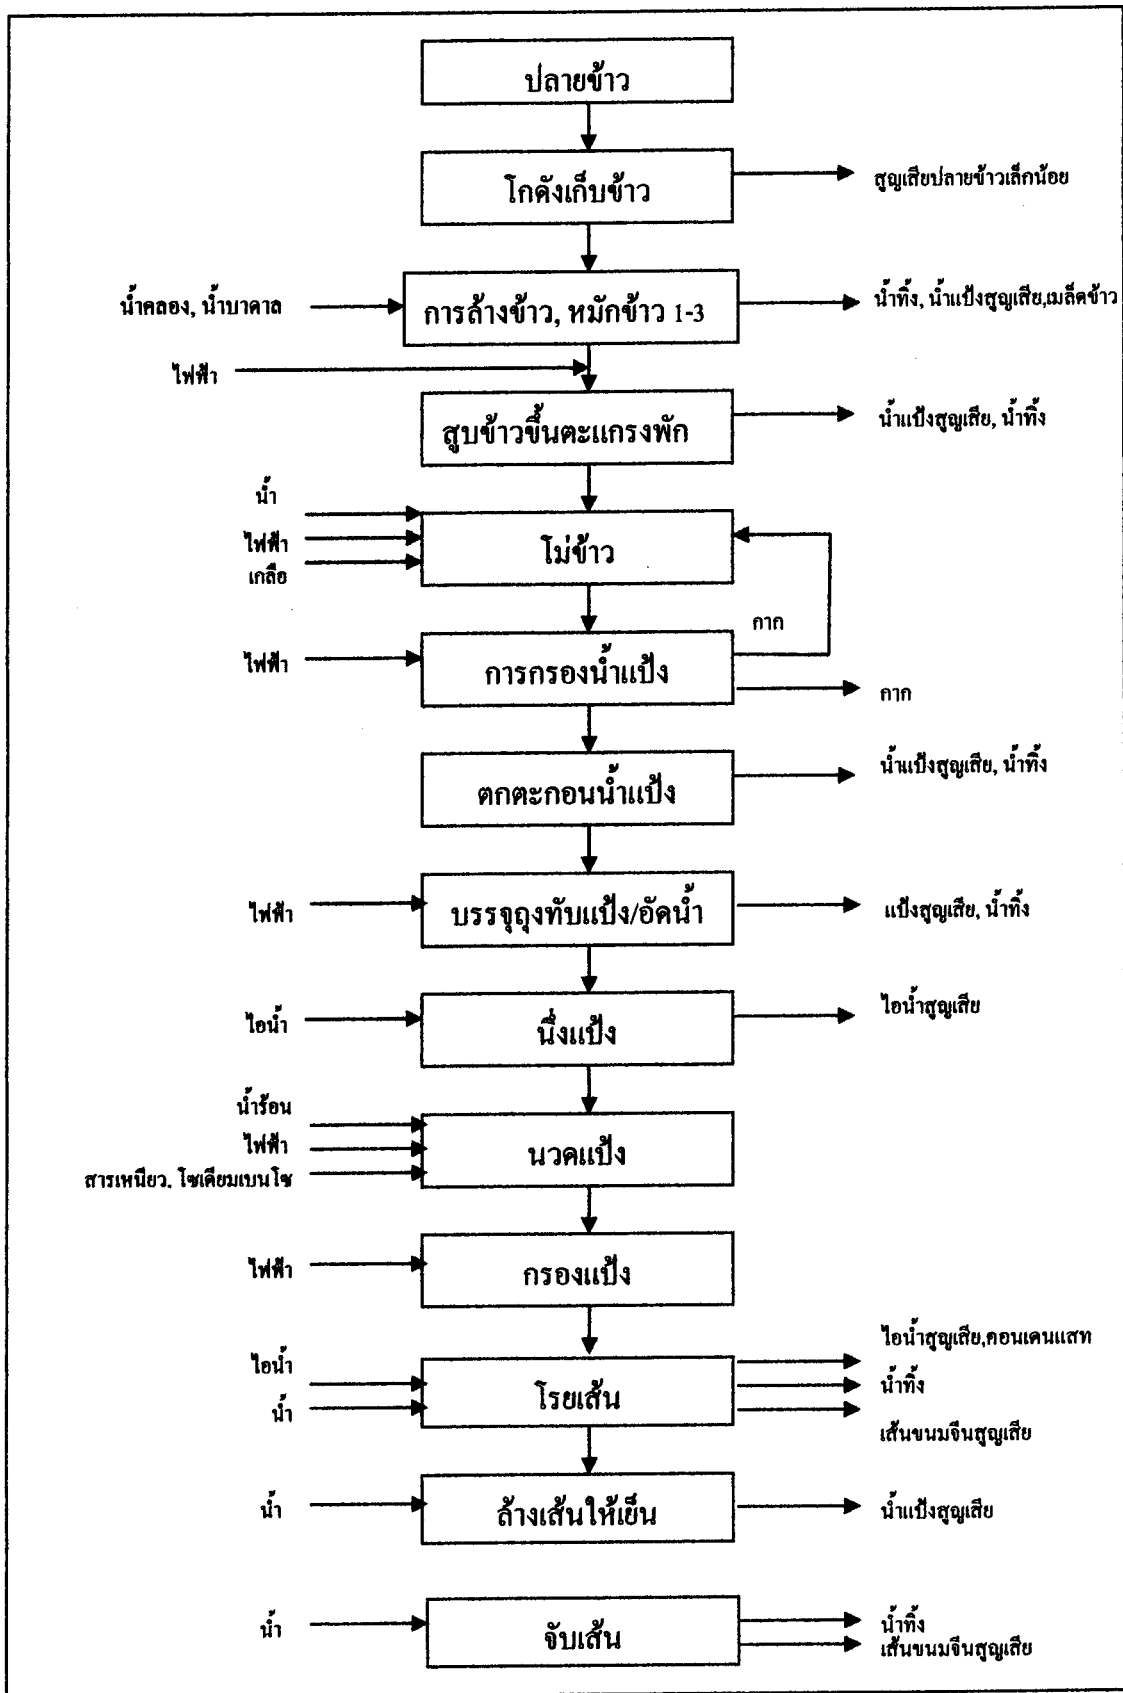 ปลายข้าว
โกดังเก็บข้าว
สูญเสียปลายข้าวเล็กน้อย
น้ำคลอง, น้ำบาดาล
การล้างข้าว, หมักข้าว 1-3
น้ำทิ้ง, น้ำแป้งสูญเสีย,เมล็ดข้าว
ไฟฟ้า
สูบข้าวขึ้นตะแกรงพัก
น้ำแป้งสูญเสีย, น้ำทิ้ง
น้ำ
ไฟฟ้า
เกลือ
โม่ข้าว
กาก
ไฟฟ้า
การกรองน้ำแป้ง
กาก
ตกตะกอนน้ำแป้ง
น้ำแป้งสูญเสีย, น้ำทิ้ง
ไฟฟ้า
บรรจุถุงทับแป้ง/อัดน้ำ
แป้งสูญเสีย, น้ำทิ้ง
ไอน้ำ
นึ่งแป้ง
ไอน้ำสูญเสีย
น้ำร้อน
ไฟฟ้า
สารเหนียว, โซเดียมเบนโซ
นวดแป้ง
ไฟฟ้า
กรองแป้ง
ไอน้ำ
น้ำ
โรยเส้น
ไอน้ำสูญเสีย,คอนเดนแสท
น้ำทิ้ง
เส้นขนมจีนสูญเสีย
น้ำ
ล้างเส้นให้เย็น
น้ำแป้งสูญเสีย
น้ำ
จับเส้น
น้ำทิ้ง
เส้นขนมจีนสูญเสีย